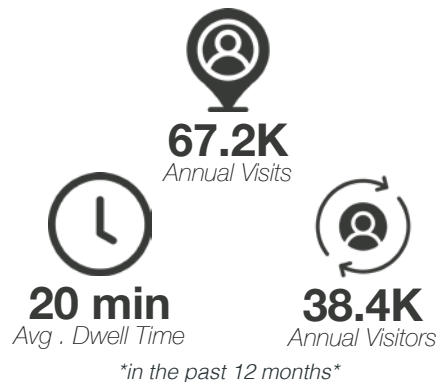 67.2K
Annual Visits
20 min
Avg . Dwell Time
38.4K
Annual Visitors
*in the past 12 months*